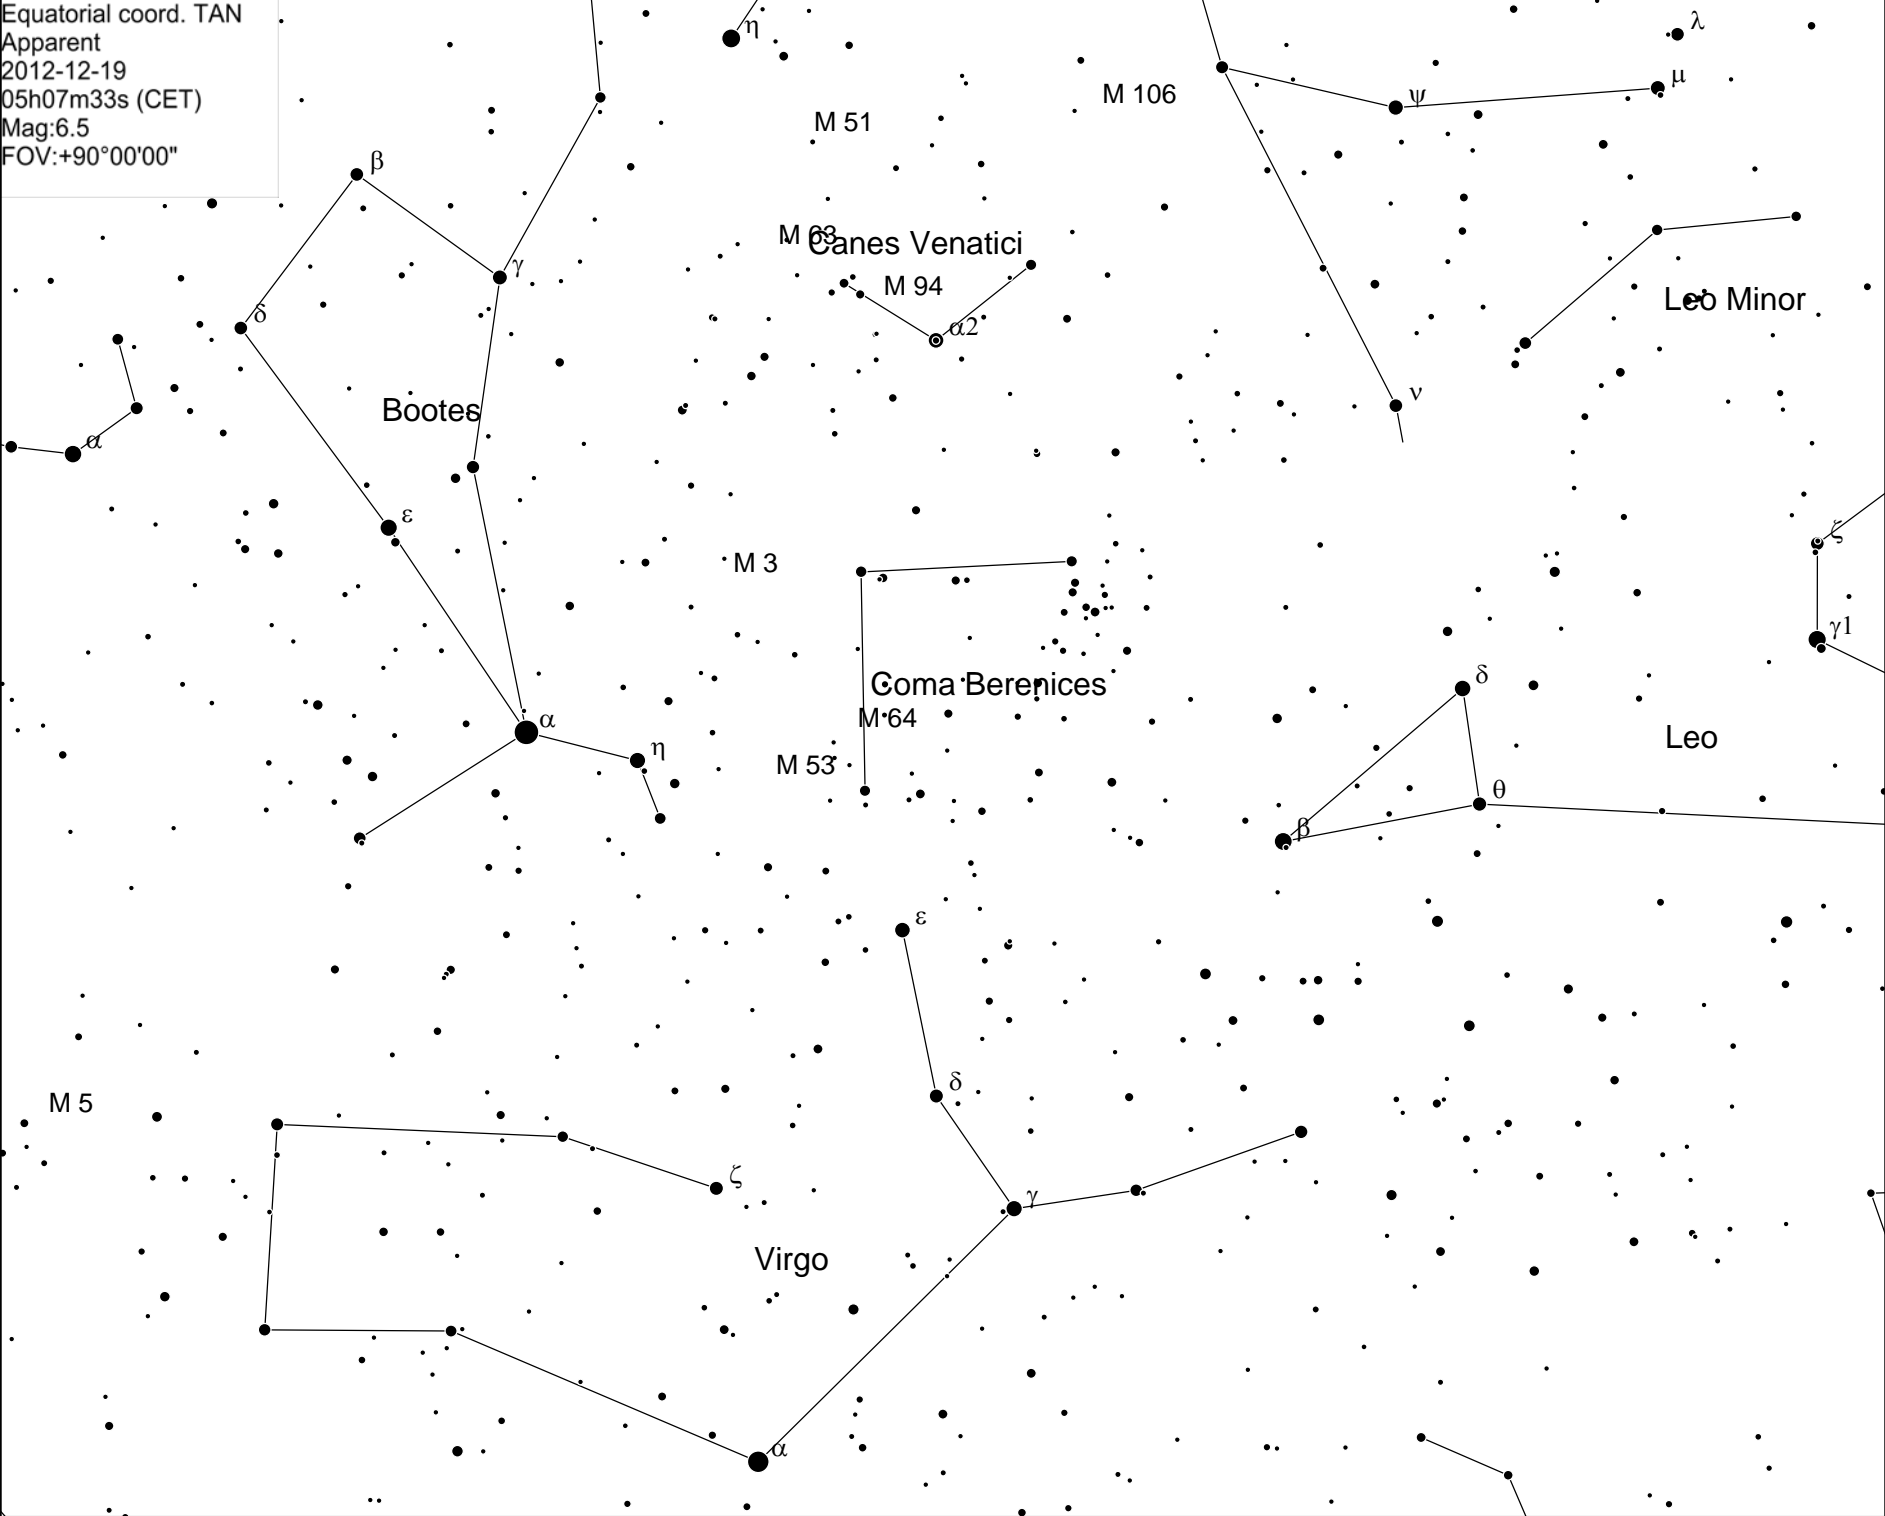 Equatorial coord. TAN
Apparent
2012-12-19
05h07m33s (CET)
Mag:6.5
FOV:+90°00'00"
η
λ
μ
ψ
M 106
M 51
β
M 63
Canes Venatici
γ
M 94
Leo Minor
δ
α2
ν
Bootes
α
ε
ζ
M 3
γ1
δ
Coma Berenices
M 64
α
Leo
η
M 53
θ
β
ε
δ
M 5
ζ
γ
Virgo
α